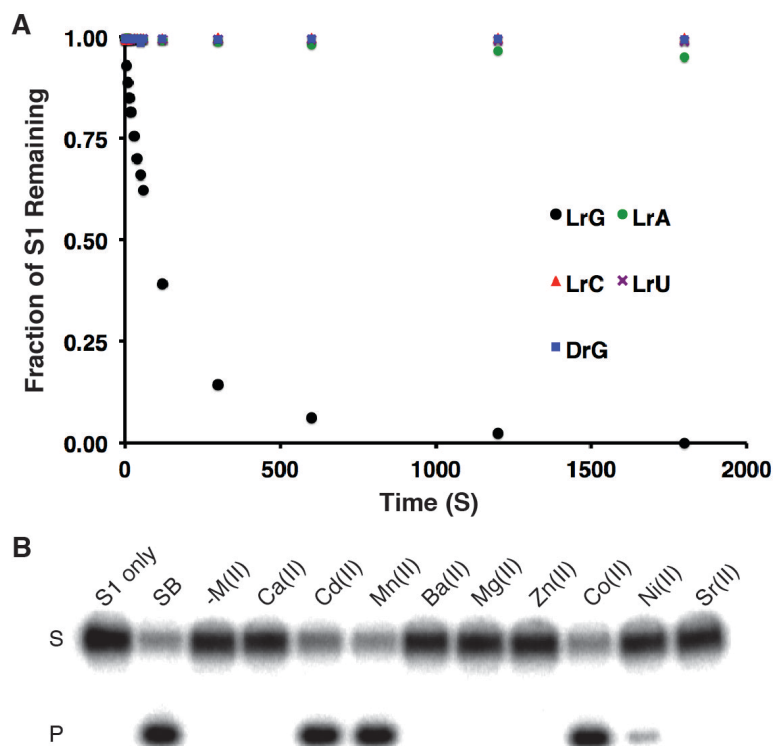 A
Fraction of S1 Remaining
1.00
0.75
0.50
0.25
0.00
0 500 1000 1500 2000
Time (S)
LrG LrA
LrC LrU
DrG
B
S1 only SB -M(II) Ca(II) Cd(II) Mn(II) Ba(II) Mg(II) Zn(II) Co(II) Ni(II) Sr(II)
S
P